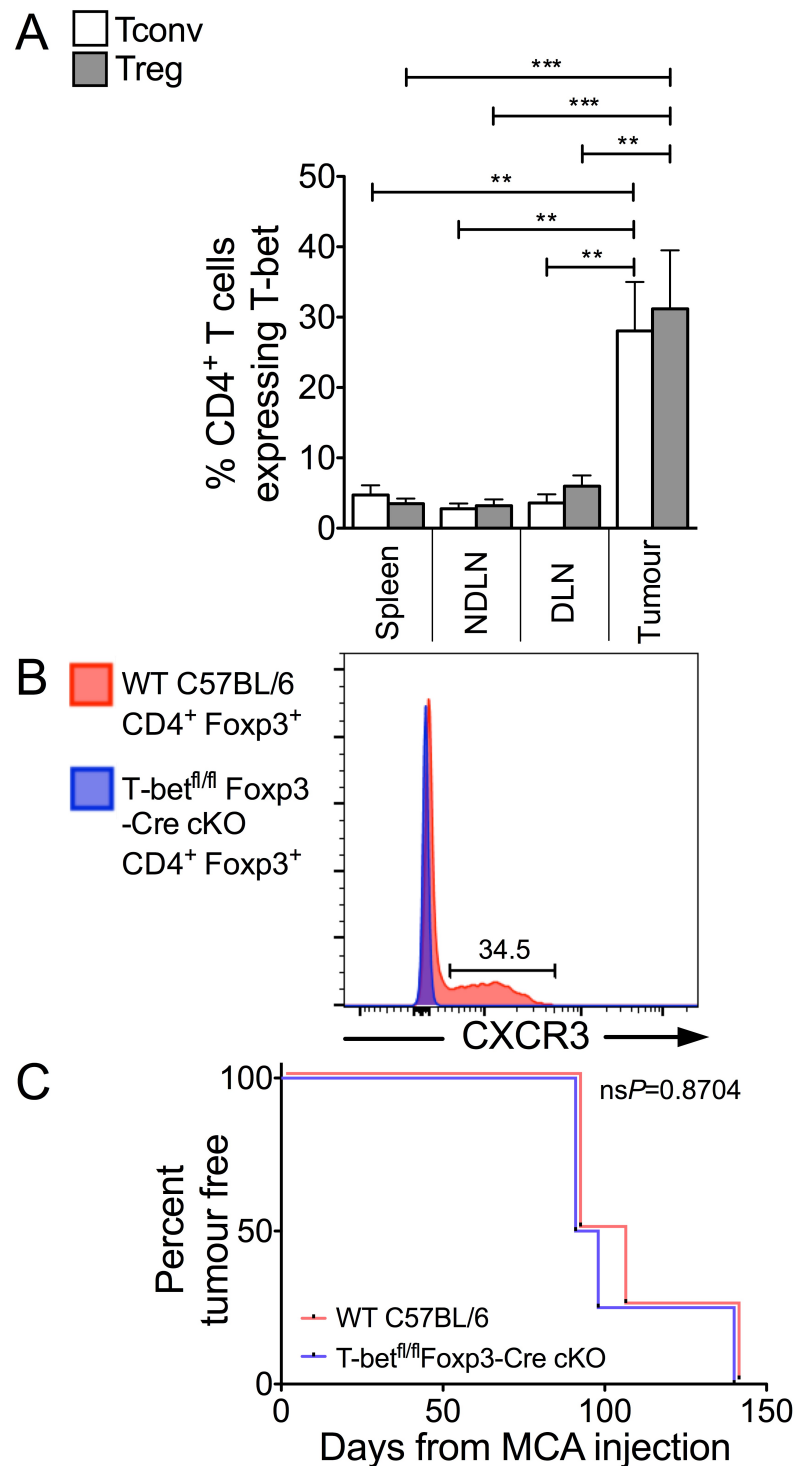 A
Tconv
Treg
***
***
**
**
**
**
50
40
30
20
10
0
% CD4⁺ T cells
expressing T-bet
Spleen
NDLN
DLN
Tumour
B
WT C57BL/6
CD4⁺ Foxp3⁺
T-betfl/fl Foxp3
-Cre cKO
CD4⁺ Foxp3⁺
34.5
CXCR3
C
100
50
0
Percent
tumour free
nsP=0.8704
WT C57BL/6
T-betfl/flFoxp3-Cre cKO
0 50 100 150
Days from MCA injection